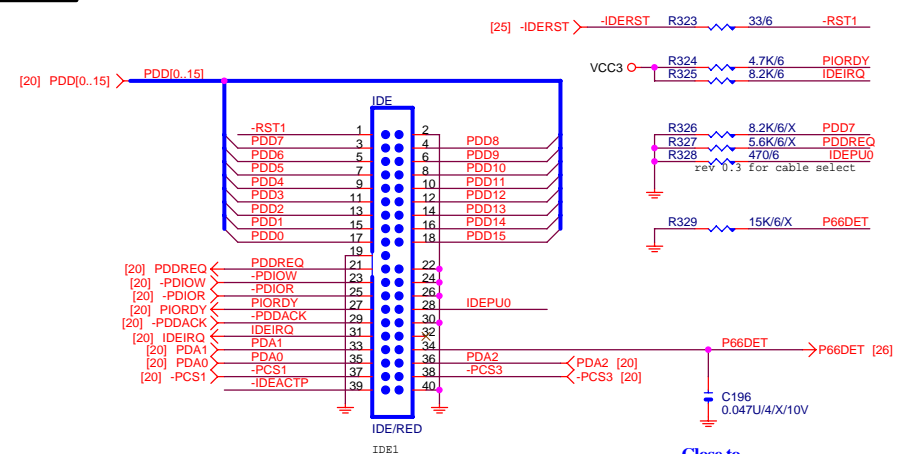 [25] -IDERST -IDERST R323 33/6 -RST1
VCC3 R324 4.7K/6 PIORDY
R325 8.2K/6 IDEIRQ
[20] PDD[0..15] PDD[0..15]
IDE
R326 8.2K/6/X PDD7
R327 5.6K/6/X PDDREQ
R328 470/6 IDEPU0
rev 0.3 for cable select
R329 15K/6/X P66DET
-RST1 1 2
PDD7 3 4 PDD8
PDD6 5 6 PDD9
PDD5 7 8 PDD10
PDD4 9 10 PDD11
PDD3 11 12 PDD12
PDD2 13 14 PDD13
PDD1 15 16 PDD14
PDD0 17 18 PDD15
19
[20] PDDREQ PDDREQ 21 22
[20] -PDIOW -PDIOW 23 24
[20] -PDIOR -PDIOR 25 26
[20] PIORDY PIORDY 27 28 IDEPU0
[20] -PDDACK -PDDACK 29 30
[20] IDEIRQ IDEIRQ 31 32
[20] PDA1 PDA1 33 34 P66DET P66DET [26]
[20] PDA0 PDA0 35 36 PDA2 PDA2 [20]
[20] -PCS1 -PCS1 37 38 -PCS3 -PCS3 [20]
-IDEACTP 39 40
C196
0.047U/4/X/10V
IDE/RED
IDE1
Close to